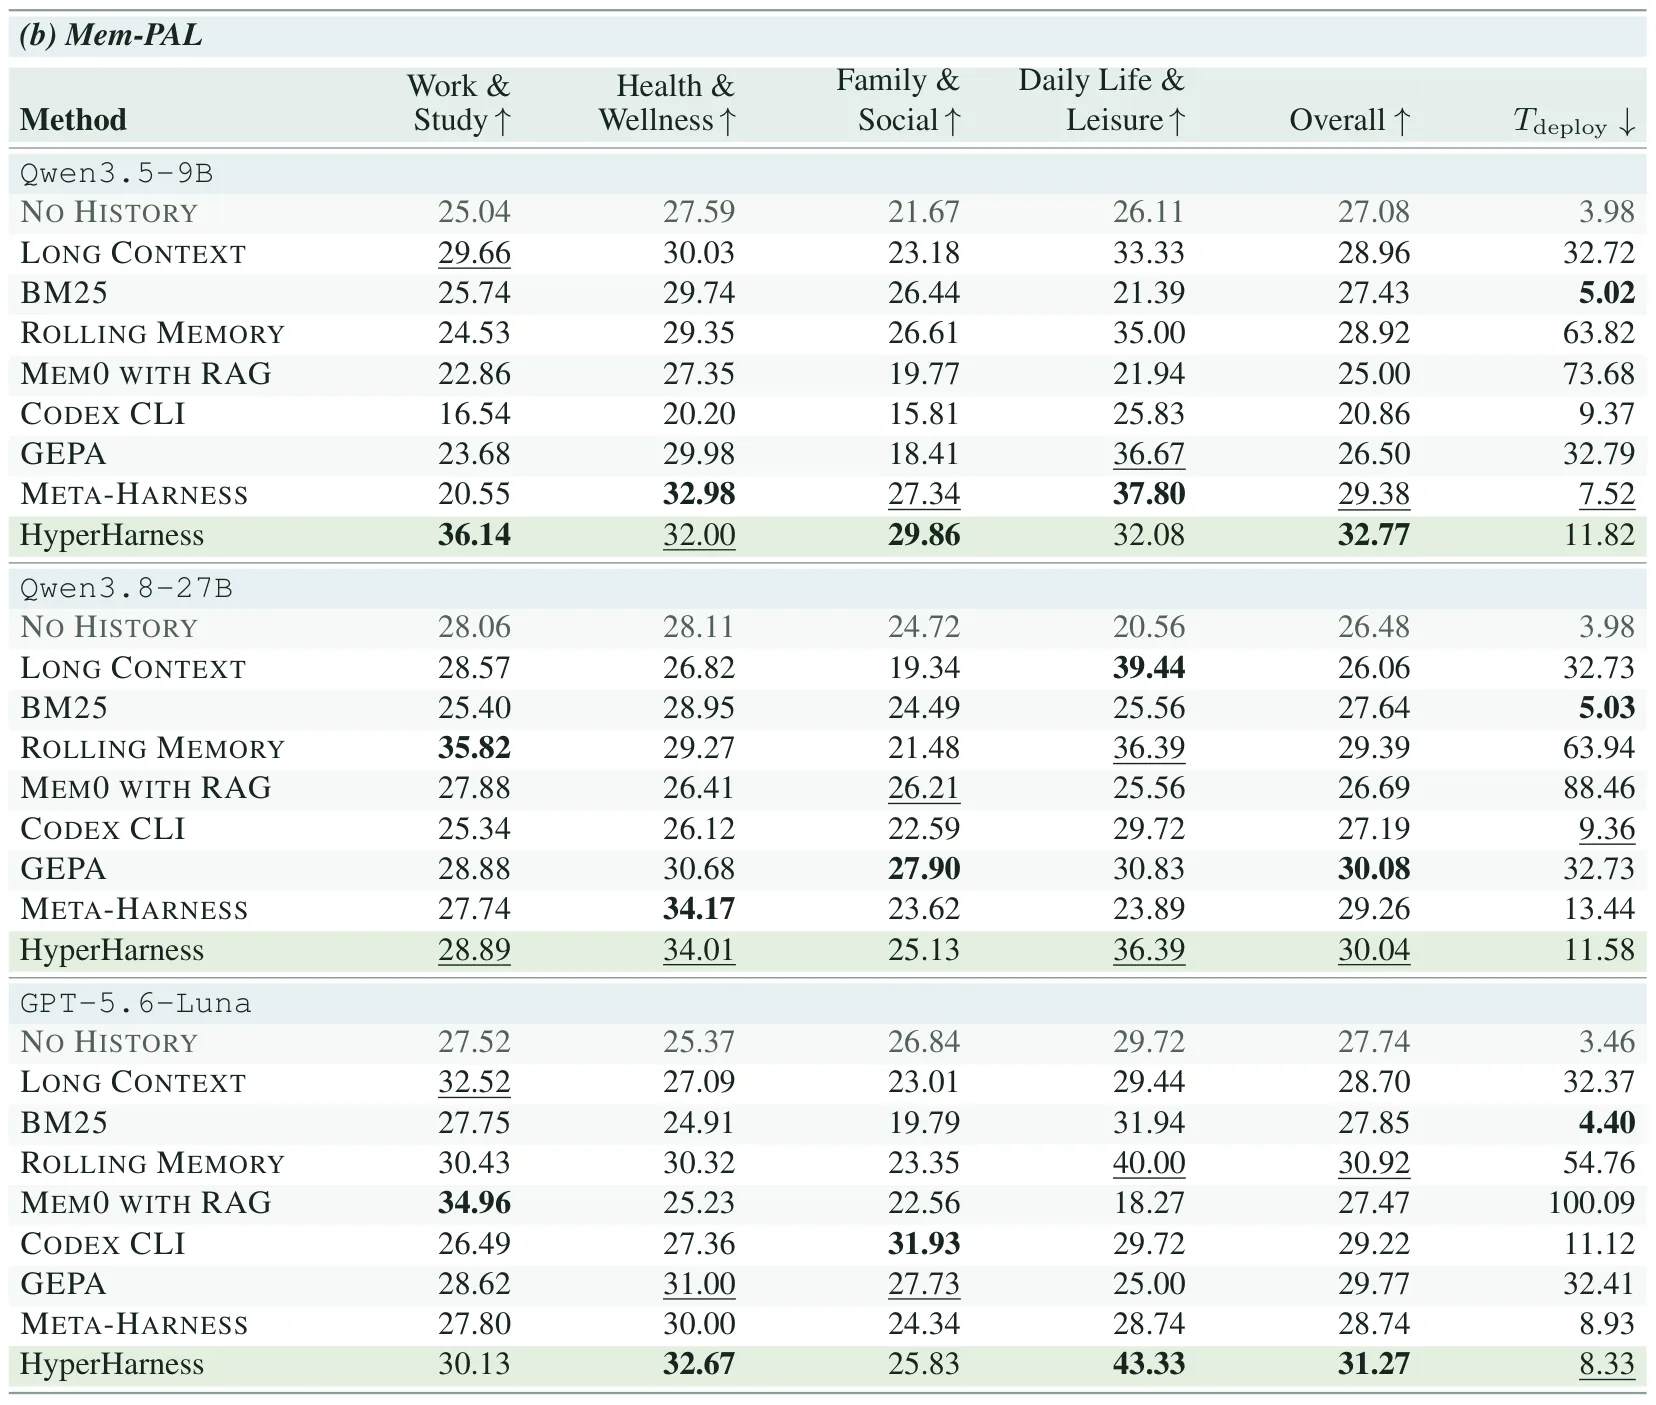 (b) Mem-PAL
Method Work & Study ↑ Health & Wellness ↑ Family & Social ↑ Daily Life & Leisure ↑ Overall ↑ T_deploy ↓
Qwen3.5-9B
NO HISTORY 25.04 27.59 21.67 26.11 27.08 3.98
LONG CONTEXT 29.66 30.03 23.18 33.33 28.96 32.72
BM25 25.74 29.74 26.44 21.39 27.43 5.02
ROLLING MEMORY 24.53 29.35 26.61 35.00 28.92 63.82
MEM0 WITH RAG 22.86 27.35 19.77 21.94 25.00 73.68
CODEX CLI 16.54 20.20 15.81 25.83 20.86 9.37
GEPA 23.68 29.98 18.41 36.67 26.50 32.79
META-HARNESS 20.55 32.98 27.34 37.80 29.38 7.52
HyperHarness 36.14 32.00 29.86 32.08 32.77 11.82
Qwen3.8-27B
NO HISTORY 28.06 28.11 24.72 20.56 26.48 3.98
LONG CONTEXT 28.57 26.82 19.34 39.44 26.06 32.73
BM25 25.40 28.95 24.49 25.56 27.64 5.03
ROLLING MEMORY 35.82 29.27 21.48 36.39 29.39 63.94
MEM0 WITH RAG 27.88 26.41 26.21 25.56 26.69 88.46
CODEX CLI 25.34 26.12 22.59 29.72 27.19 9.36
GEPA 28.88 30.68 27.90 30.83 30.08 32.73
META-HARNESS 27.74 34.17 23.62 23.89 29.26 13.44
HyperHarness 28.89 34.01 25.13 36.39 30.04 11.58
GPT-5.6-Luna
NO HISTORY 27.52 25.37 26.84 29.72 27.74 3.46
LONG CONTEXT 32.52 27.09 23.01 29.44 28.70 32.37
BM25 27.75 24.91 19.79 31.94 27.85 4.40
ROLLING MEMORY 30.43 30.32 23.35 40.00 30.92 54.76
MEM0 WITH RAG 34.96 25.23 22.56 18.27 27.47 100.09
CODEX CLI 26.49 27.36 31.93 29.72 29.22 11.12
GEPA 28.62 31.00 27.73 25.00 29.77 32.41
META-HARNESS 27.80 30.00 24.34 28.74 28.74 8.93
HyperHarness 30.13 32.67 25.83 43.33 31.27 8.33